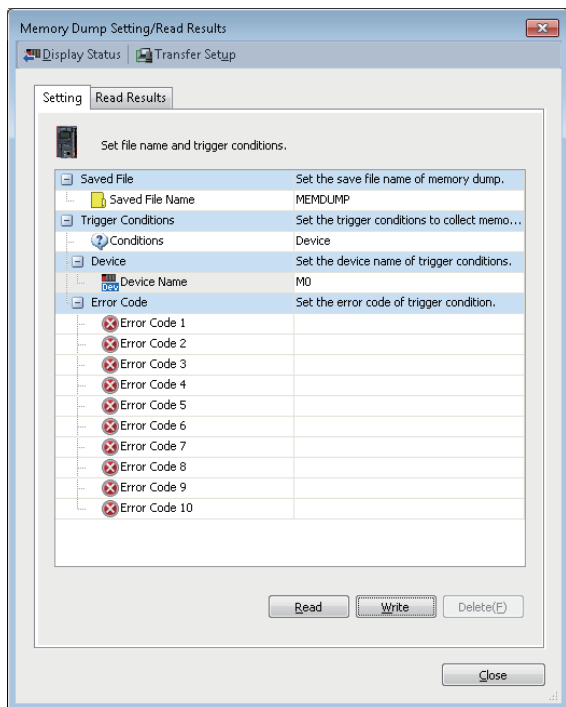 Memory Dump Setting/Read Results
Display Status Transfer Setup
Setting Read Results
Set file name and trigger conditions.
Saved File Set the save file name of memory dump.
Saved File Name MEMDUMP
Trigger Conditions Set the trigger conditions to collect memo...
Conditions Device
Device Set the device name of trigger conditions.
Dev Device Name M0
Error Code Set the error code of trigger condition.
Error Code 1
Error Code 2
Error Code 3
Error Code 4
Error Code 5
Error Code 6
Error Code 7
Error Code 8
Error Code 9
Error Code 10
Read Write Delete(F)
Close